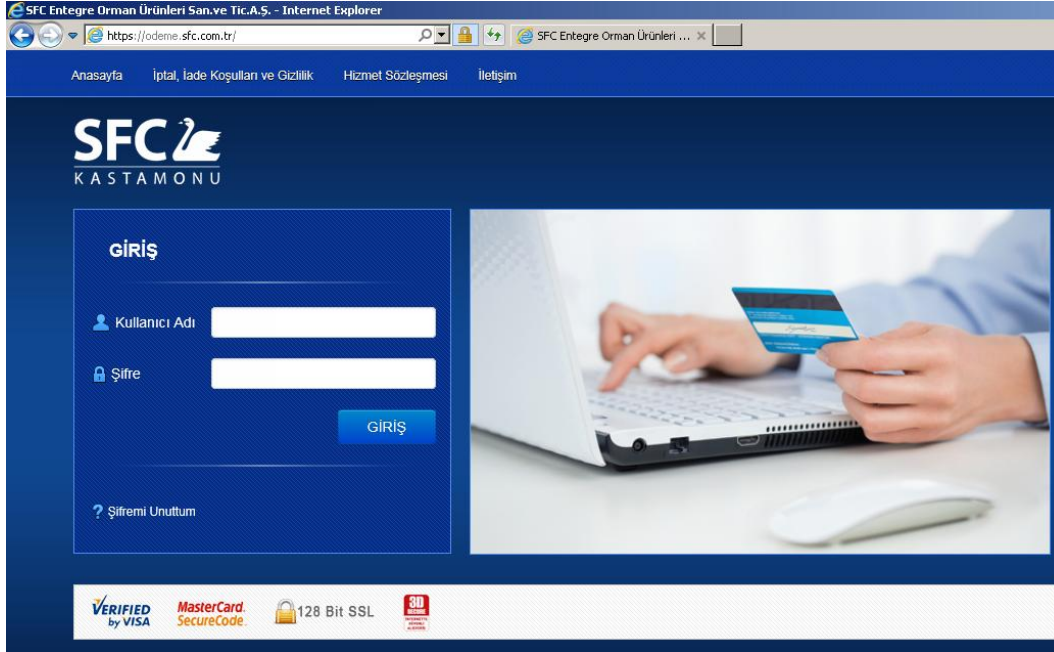 SFC Entegre Orman Ürünleri San.ve Tic.A.Ş. - Internet Explorer
https://odeme.sfc.com.tr/
SFC Entegre Orman Ürünleri ...
Anasayfa İptal, İade Koşulları ve Gizlilik Hizmet Sözleşmesi İletişim
SFC
KASTAMONU
GİRİŞ
Kullanıcı Adı
Şifre
GİRİŞ
? Şifremi Unuttum
VERIFIED by VISA
MasterCard. SecureCode.
128 Bit SSL
3D SECURE